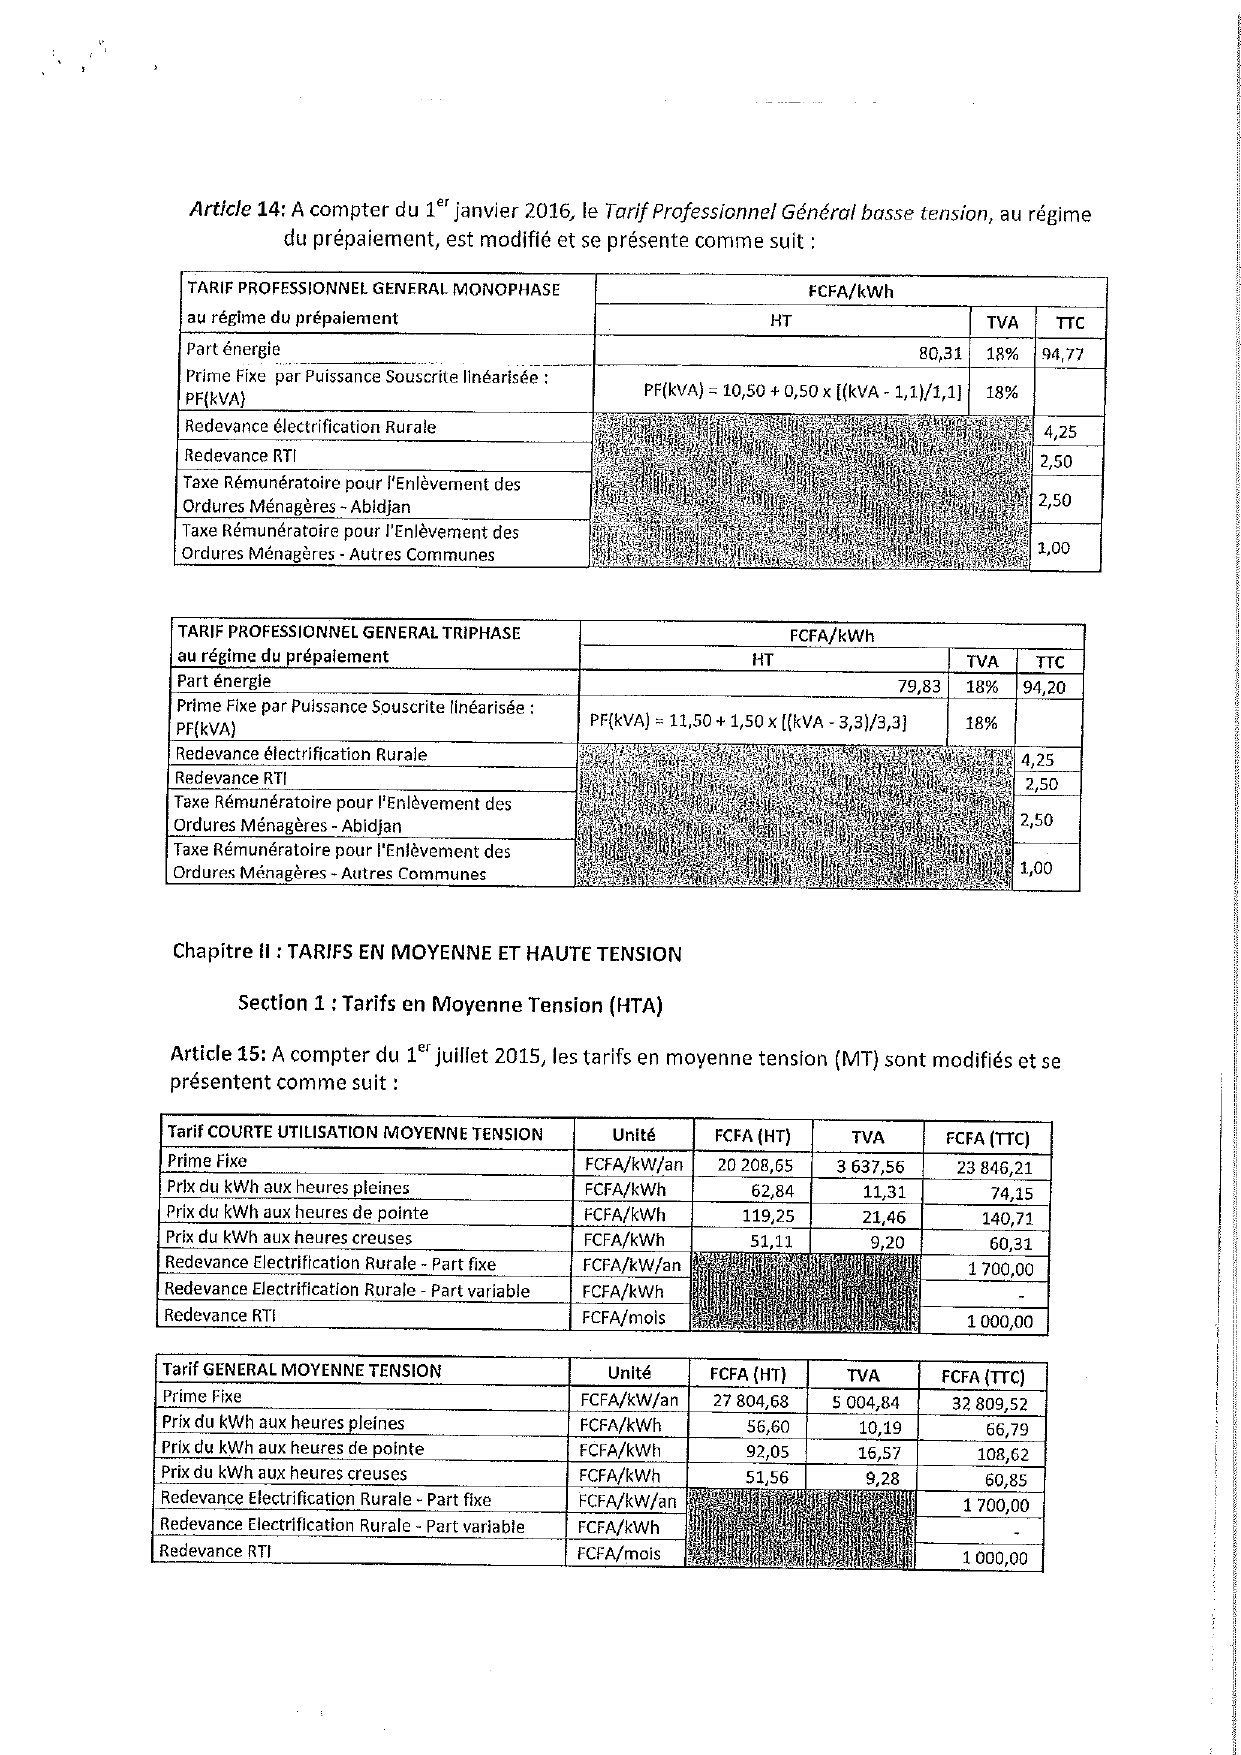 Article 14: A compter du 1er janvier 2016, le Tarif Professionnel Général basse tension, au régime
du prépaiement, est modifié et se présente comme suit :
TARIF PROFESSIONNEL GENERAL MONOPHASE FCFA/kWh
au régime du prépaiement HT TVA TTC
Part énergie 80,31 18% 94,77
Prime Fixe par Puissance Souscrite linéarisée :
PF(kVA) PF(kVA) = 10,50 + 0,50 x [(kVA - 1,1)/1,1] 18%
Redevance électrification Rurale 4,25
Redevance RTI 2,50
Taxe Rémunératoire pour l'Enlèvement des
Ordures Ménagères - Abidjan 2,50
Taxe Rémunératoire pour l'Enlèvement des
Ordures Ménagères - Autres Communes 1,00
TARIF PROFESSIONNEL GENERAL TRIPHASE FCFA/kWh
au régime du prépaiement HT TVA TTC
Part énergie 79,83 18% 94,20
Prime Fixe par Puissance Souscrite linéarisée :
PF(kVA) PF(kVA) = 11,50 + 1,50 x [(kVA - 3,3)/3,3] 18%
Redevance électrification Rurale 4,25
Redevance RTI 2,50
Taxe Rémunératoire pour l'Enlèvement des
Ordures Ménagères - Abidjan 2,50
Taxe Rémunératoire pour l'Enlèvement des
Ordures Ménagères - Autres Communes 1,00
Chapitre II : TARIFS EN MOYENNE ET HAUTE TENSION
Section 1 : Tarifs en Moyenne Tension (HTA)
Article 15: A compter du 1er juillet 2015, les tarifs en moyenne tension (MT) sont modifiés et se
présentent comme suit :
Tarif COURTE UTILISATION MOYENNE TENSION Unité FCFA (HT) TVA FCFA (TTC)
Prime Fixe FCFA/kW/an 20 208,65 3 637,56 23 846,21
Prix du kWh aux heures pleines FCFA/kWh 62,84 11,31 74,15
Prix du kWh aux heures de pointe FCFA/kWh 119,25 21,46 140,71
Prix du kWh aux heures creuses FCFA/kWh 51,11 9,20 60,31
Redevance Electrification Rurale - Part fixe FCFA/kW/an 1 700,00
Redevance Electrification Rurale - Part variable FCFA/kWh -
Redevance RTI FCFA/mois 1 000,00
Tarif GENERAL MOYENNE TENSION Unité FCFA (HT) TVA FCFA (TTC)
Prime Fixe FCFA/kW/an 27 804,68 5 004,84 32 809,52
Prix du kWh aux heures pleines FCFA/kWh 56,60 10,19 66,79
Prix du kWh aux heures de pointe FCFA/kWh 92,05 16,57 108,62
Prix du kWh aux heures creuses FCFA/kWh 51,56 9,28 60,85
Redevance Electrification Rurale - Part fixe FCFA/kW/an 1 700,00
Redevance Electrification Rurale - Part variable FCFA/kWh -
Redevance RTI FCFA/mois 1 000,00